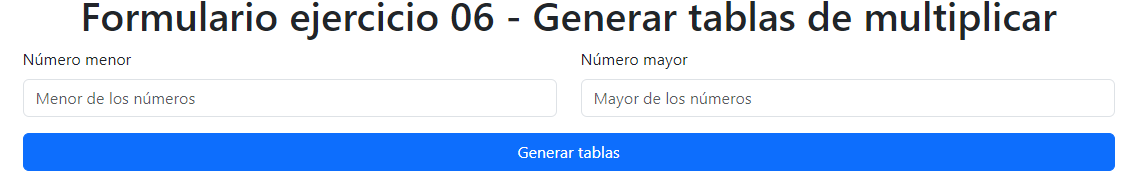 Formulario ejercicio 06 - Generar tablas de multiplicar
Número menor
Número mayor
Menor de los números
Mayor de los números
Generar tablas